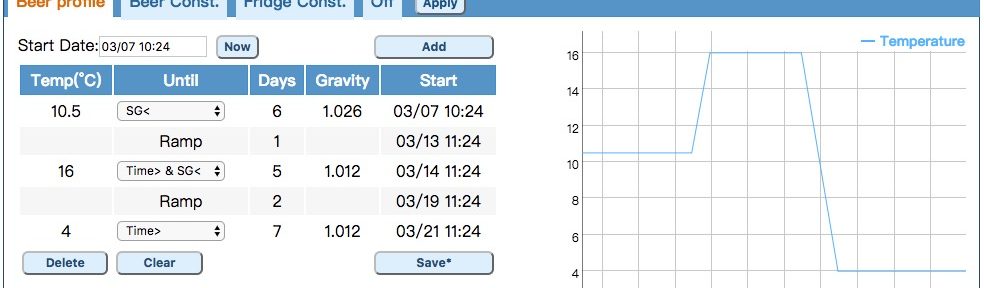 Beer profile Beer Const. Fridge Const. Off Apply
Start Date: 03/07 10:24 Now Add
Temp(°C) Until Days Gravity Start
10.5 SG< 6 1.026 03/07 10:24
Ramp 1 03/13 11:24
16 Time> & SG< 5 1.012 03/14 11:24
Ramp 2 03/19 11:24
4 Time> 7 1.012 03/21 11:24
Delete Clear Save*
Temperature
16
14
12
10
8
6
4